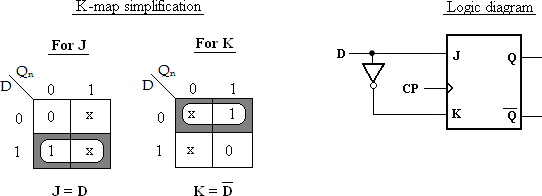 K-map simplification
Logic diagram
For J
For K
Qn
D
0 1
0 0 x
1 1 x
J = D
Qn
D
0 1
0 x 1
1 x 0
K = D̅
D
J Q
CP
K Q̅